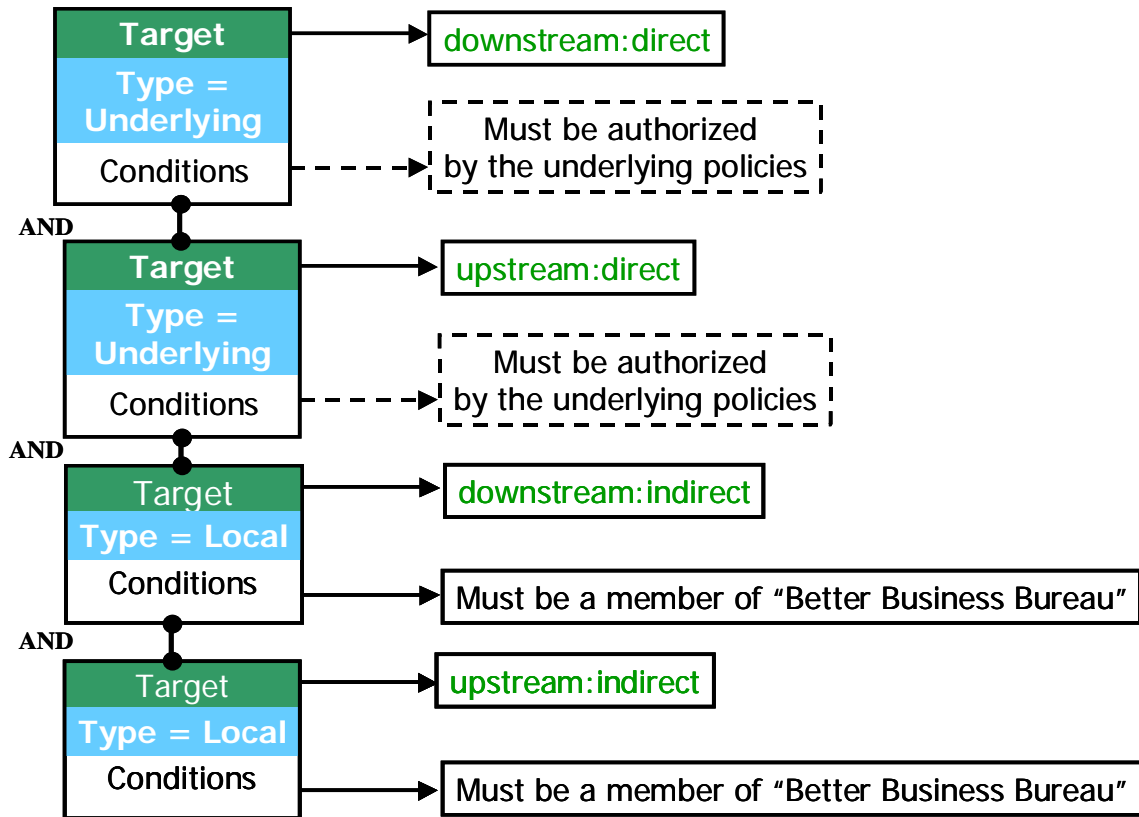 Target
downstream:direct
Type =
Underlying
Must be authorized
by the underlying policies
Conditions
AND
Target
upstream:direct
Type =
Underlying
Must be authorized
by the underlying policies
Conditions
AND
Target
downstream:indirect
Type = Local
Conditions
Must be a member of “Better Business Bureau”
AND
Target
upstream:indirect
Type = Local
Conditions
Must be a member of “Better Business Bureau”